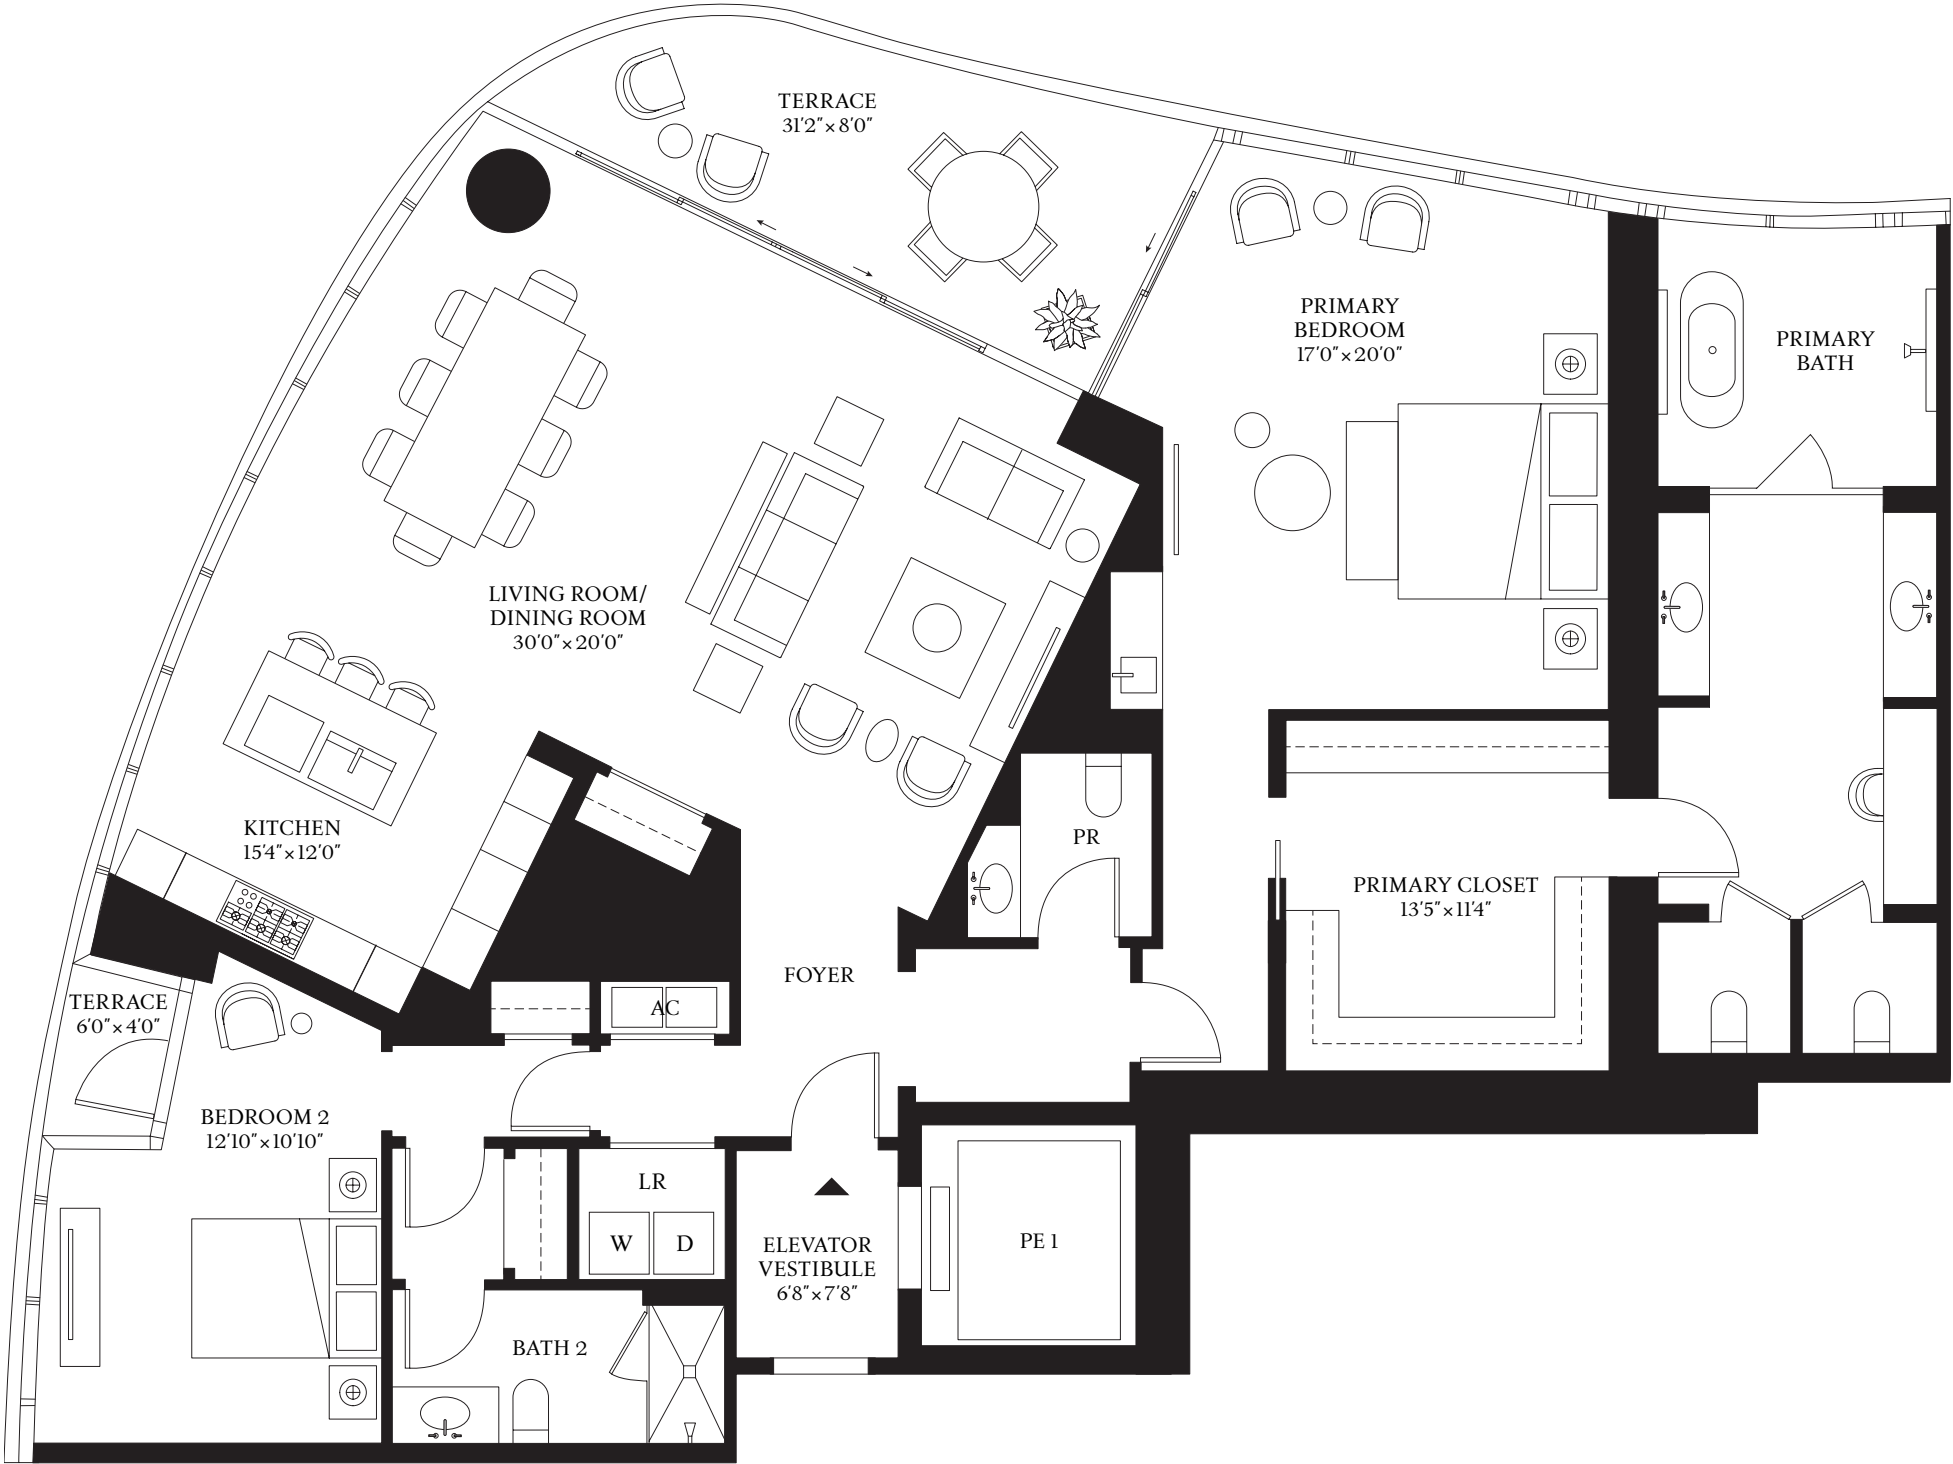 TERRACE
31'2"×8'0"
PRIMARY
BEDROOM
17'0"×20'0"
PRIMARY
BATH
LIVING ROOM/
DINING ROOM
30'0"×20'0"
KITCHEN
15'4"×12'0"
PR
PRIMARY CLOSET
13'5"×11'4"
FOYER
TERRACE
6'0"×4'0"
AC
BEDROOM 2
12'10"×10'10"
LR
W D
ELEVATOR
VESTIBULE
6'8"×7'8"
PE 1
BATH 2